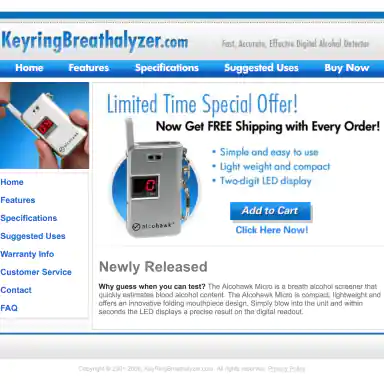 KeyringBreathalyzer.com
Fast, Accurate, Effective Digital Alcohol Detector
Home Features Specifications Suggested Uses Buy Now
Limited Time Special Offer!
Now Get FREE Shipping with Every Order!
• Simple and easy to use
• Light weight and compact
• Two-digit LED display
alcohawk
Add to Cart
Click Here Now!
Home
Features
Specifications
Suggested Uses
Warranty Info
Customer Service
Contact
FAQ
Newly Released
Why guess when you can test? The Alcohawk Micro is a breath alcohol screener that
quickly estimates blood alcohol content. The Alcohawk Micro is compact, lightweight and
offers an innovative folding mouthpiece design. Simply blow into the unit and within
seconds the LED displays a precise result on the digital readout.
Copyright © 2006, KeyRingBreathalyzer.com. All rights reserved. Privacy Policy